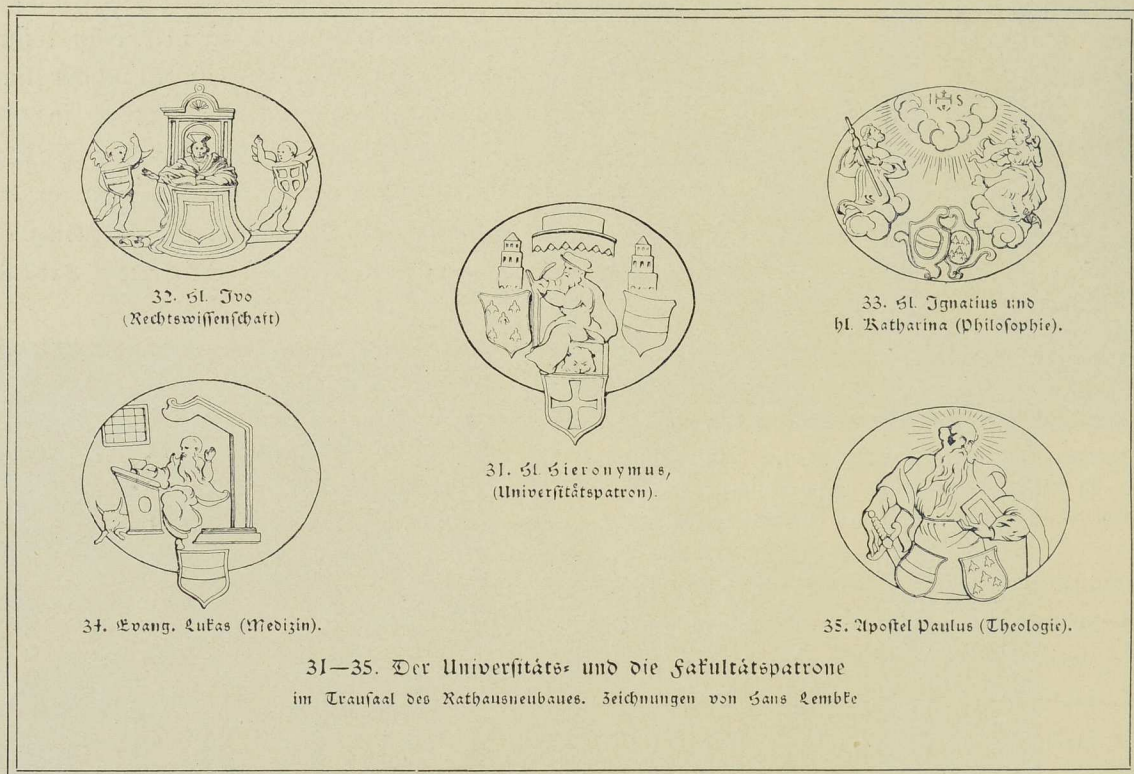 32. Hl. Ivo
(Rechtswissenschaft)
IHS
33. Hl. Ignatius und
hl. Katharina (Philosophie).
31. Hl. Hieronymus,
(Universitätspatron).
34. Evang. Lukas (Medizin).
35. Apostel Paulus (Theologie).
31—35. Der Universitäts- und die Fakultätspatrone
im Trausaal des Rathausneubaues. Zeichnungen von Hans Lembke